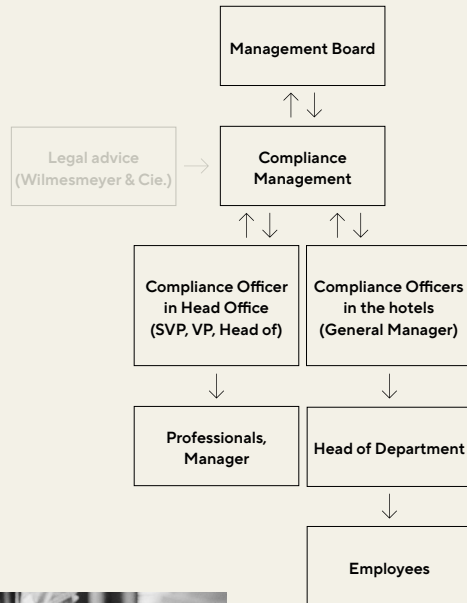 Management Board
Legal advice
(Wilmesmeyer & Cie.)
Compliance
Management
Compliance Officer
in Head Office
(SVP, VP, Head of)
Compliance Officers
in the hotels
(General Manager)
Professionals,
Manager
Head of Department
Employees